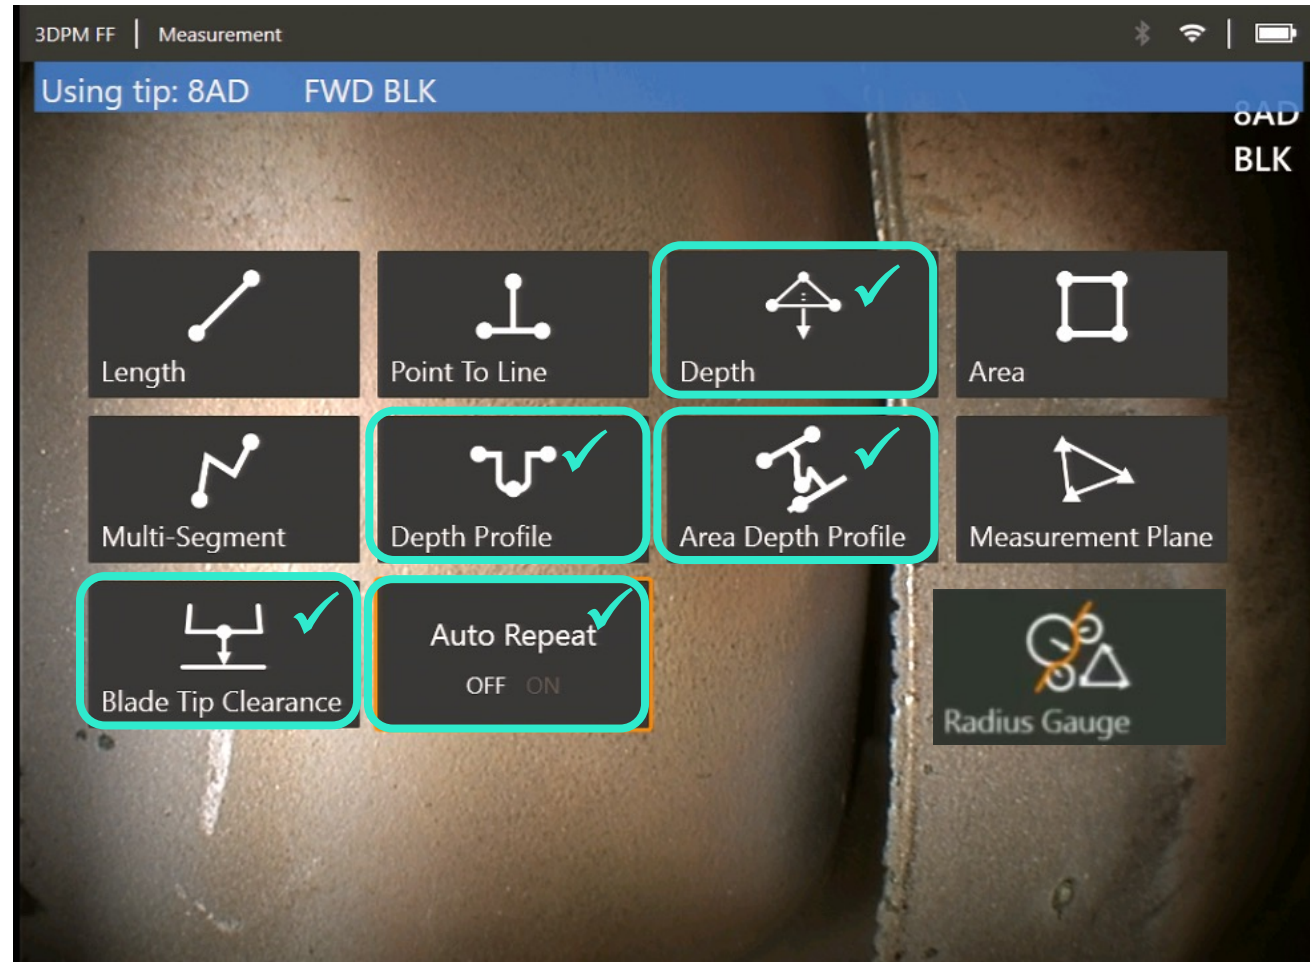 3DPM FF | Measurement
Using tip: 8AD FWD BLK
8AD
BLK
Length
Point To Line
Depth
Area
Multi-Segment
Depth Profile
Area Depth Profile
Measurement Plane
Blade Tip Clearance
Auto Repeat
OFF ON
Radius Gauge